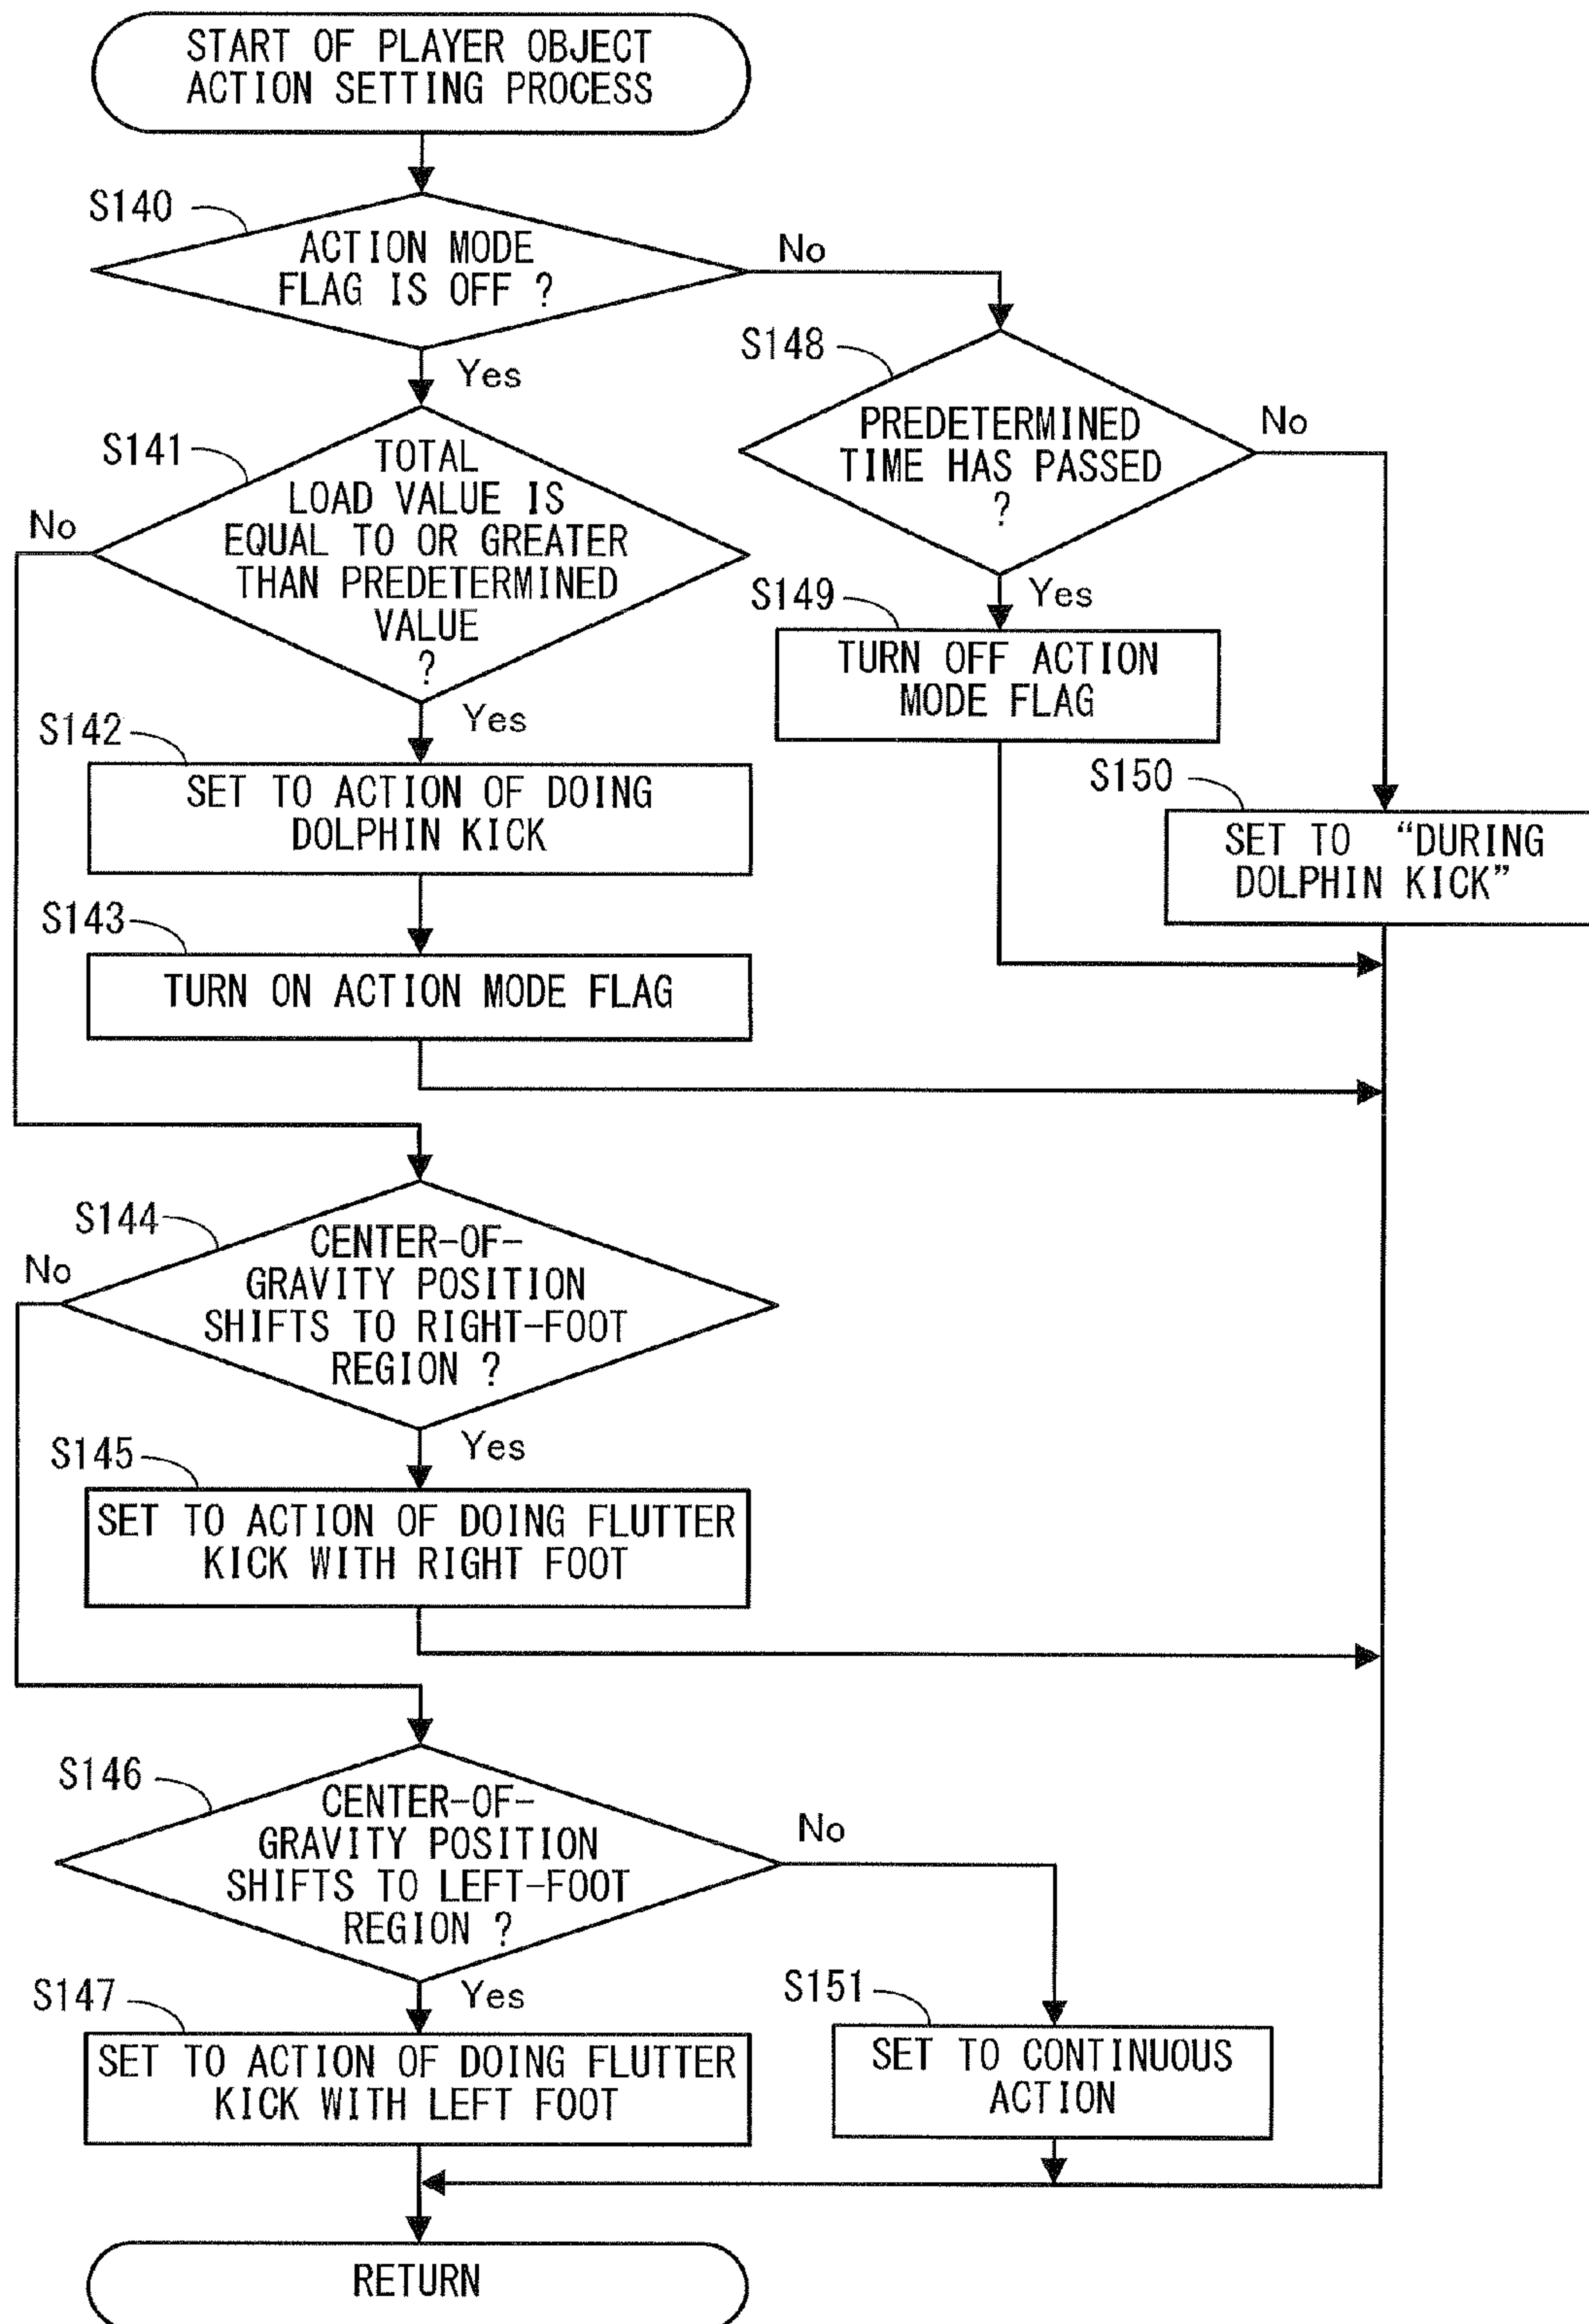 START OF PLAYER OBJECT
ACTION SETTING PROCESS
S140
ACTION MODE
FLAG IS OFF ?
No
Yes
S148
PREDETERMINED
TIME HAS PASSED
?
No
Yes
S141
TOTAL
LOAD VALUE IS
EQUAL TO OR GREATER
THAN PREDETERMINED
VALUE
?
No
Yes
S149
TURN OFF ACTION
MODE FLAG
S142
SET TO ACTION OF DOING
DOLPHIN KICK
S150
SET TO “DURING
DOLPHIN KICK”
S143
TURN ON ACTION MODE FLAG
S144
CENTER-OF-
GRAVITY POSITION
SHIFTS TO RIGHT-FOOT
REGION ?
No
Yes
S145
SET TO ACTION OF DOING FLUTTER
KICK WITH RIGHT FOOT
S146
CENTER-OF-
GRAVITY POSITION
SHIFTS TO LEFT-FOOT
REGION ?
No
Yes
S147
SET TO ACTION OF DOING FLUTTER
KICK WITH LEFT FOOT
S151
SET TO CONTINUOUS
ACTION
RETURN